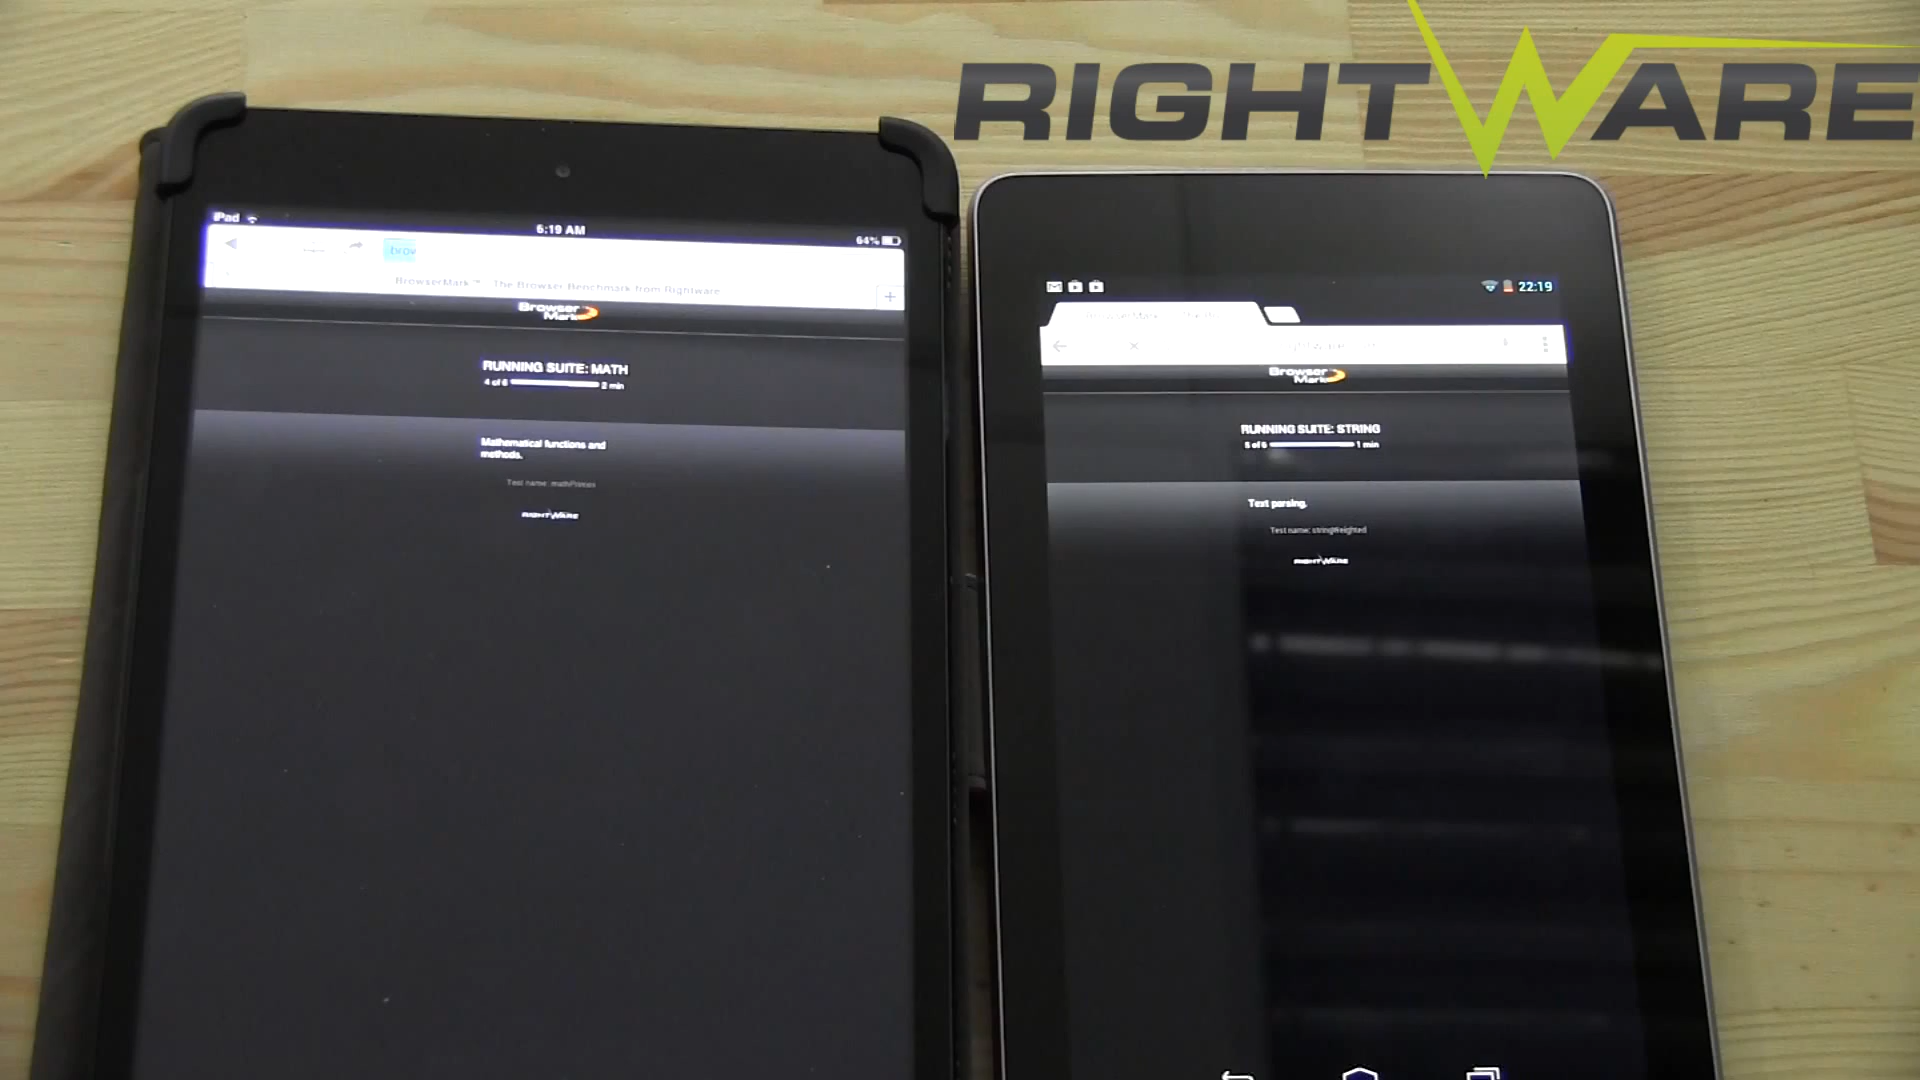 RIGHTWARE
iPad
6:19 AM
64%
BrowserMark ™ The Browser Benchmark from Rightware
Browser
Mark
RUNNING SUITE: MATH
4 of 6 2 min
Mathematical functions and
methods.
Test name:
RIGHTWARE
22:19
Browser
Mark
RUNNING SUITE: STRING
5 of 6 1 min
Text parsing.
Test name: stringWeighted
RIGHTWARE